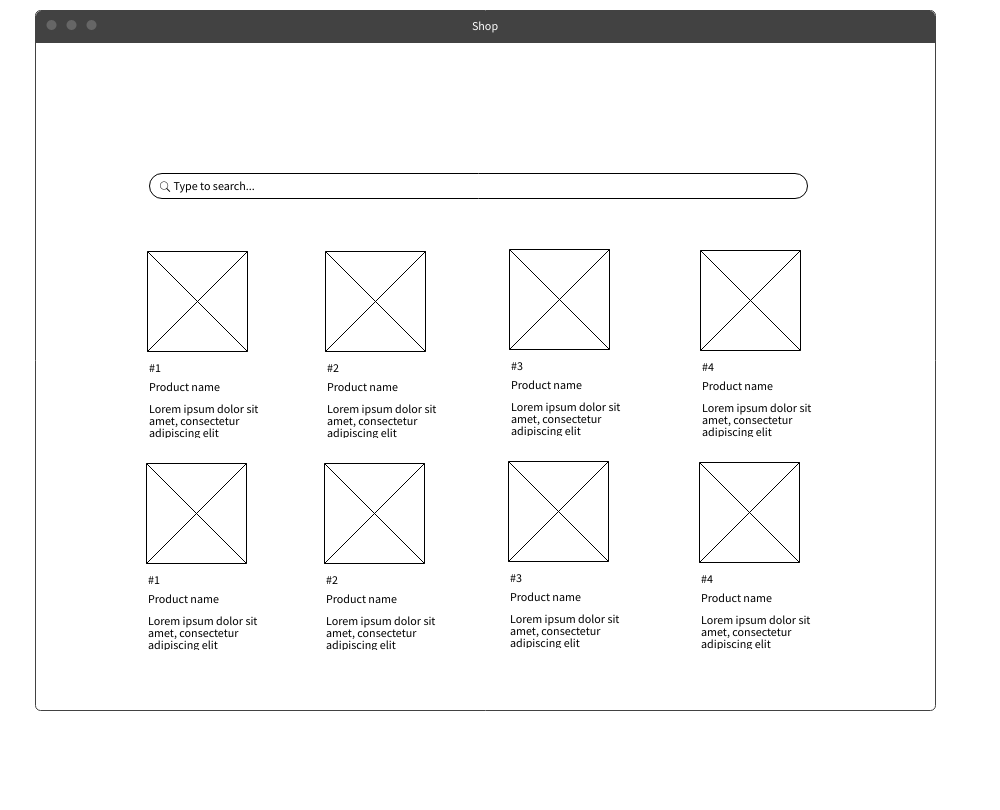 Shop
Type to search...
#1
Product name
Lorem ipsum dolor sit
amet, consectetur
adipiscing elit
#2
Product name
Lorem ipsum dolor sit
amet, consectetur
adipiscing elit
#3
Product name
Lorem ipsum dolor sit
amet, consectetur
adipiscing elit
#4
Product name
Lorem ipsum dolor sit
amet, consectetur
adipiscing elit
#1
Product name
Lorem ipsum dolor sit
amet, consectetur
adipiscing elit
#2
Product name
Lorem ipsum dolor sit
amet, consectetur
adipiscing elit
#3
Product name
Lorem ipsum dolor sit
amet, consectetur
adipiscing elit
#4
Product name
Lorem ipsum dolor sit
amet, consectetur
adipiscing elit